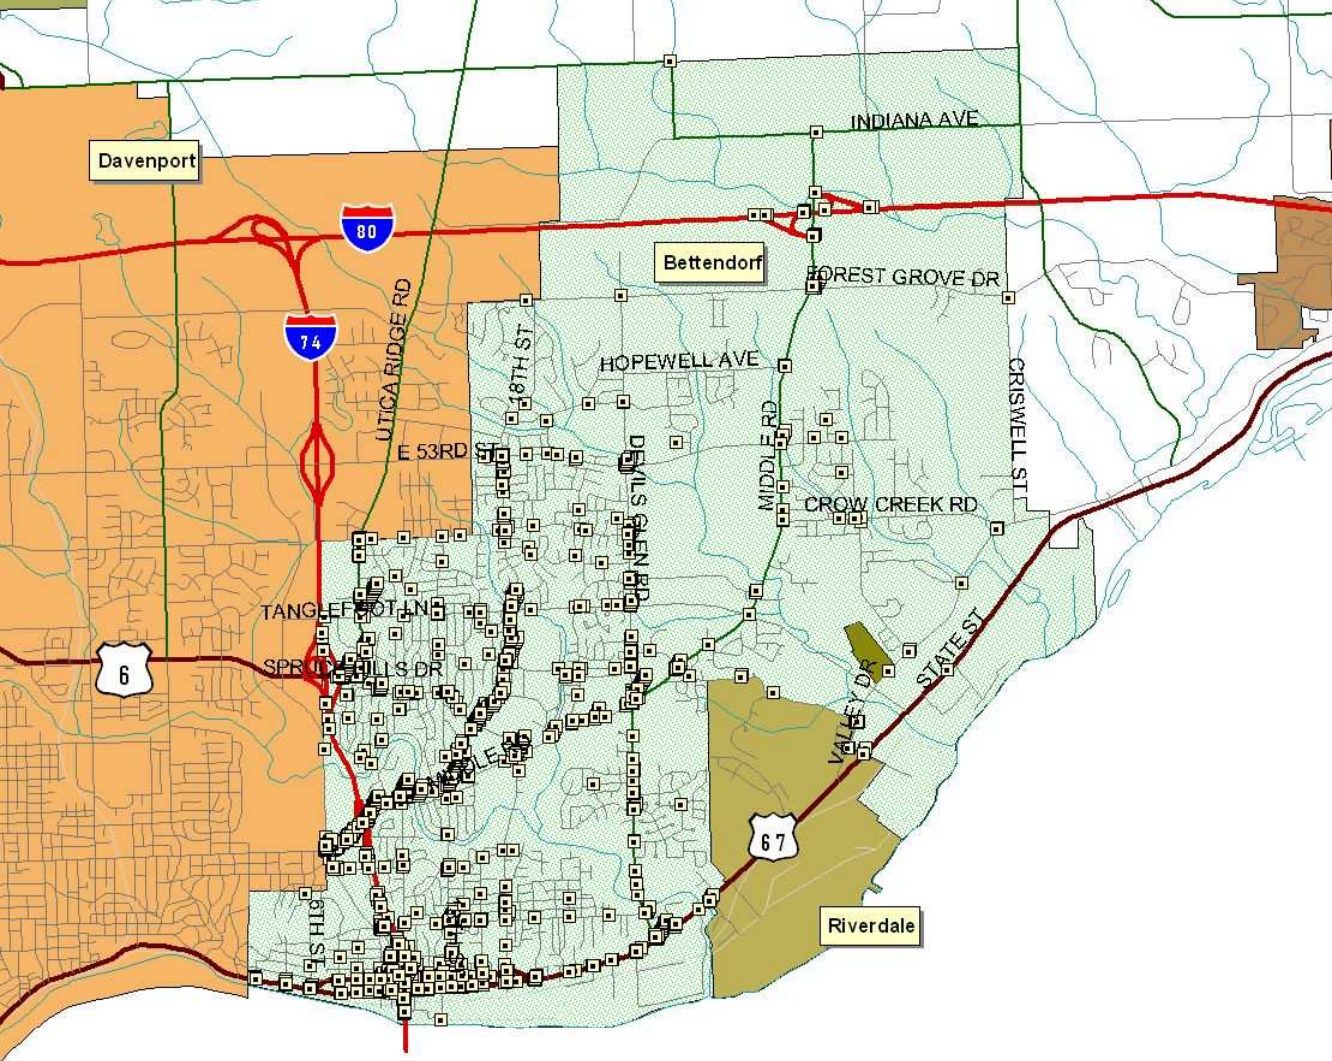 INDIANA AVE
Davenport
80
Bettendorf
FOREST GROVE DR
74
UTICA RIDGE RD
18TH ST
HOPEWELL AVE
CRISWELL ST
MIDDLE RD
E 53RD ST
DEVILS GLEN RD
CROW CREEK RD
TANGLEFOOT LN
SPRUCE HILLS DR
6
STATE ST
VALLEY DR
MIDDLE RD
67
6TH ST
Riverdale